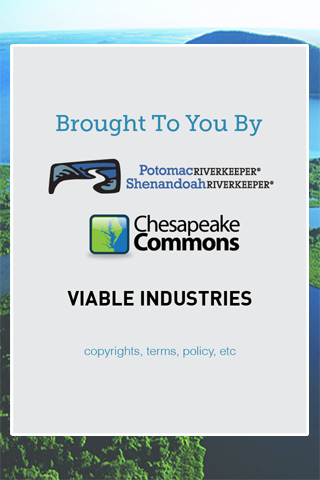 Brought To You By
PotomacRIVERKEEPER®
ShenandoahRIVERKEEPER®
Chesapeake
Commons
VIABLE INDUSTRIES
copyrights, terms, policy, etc